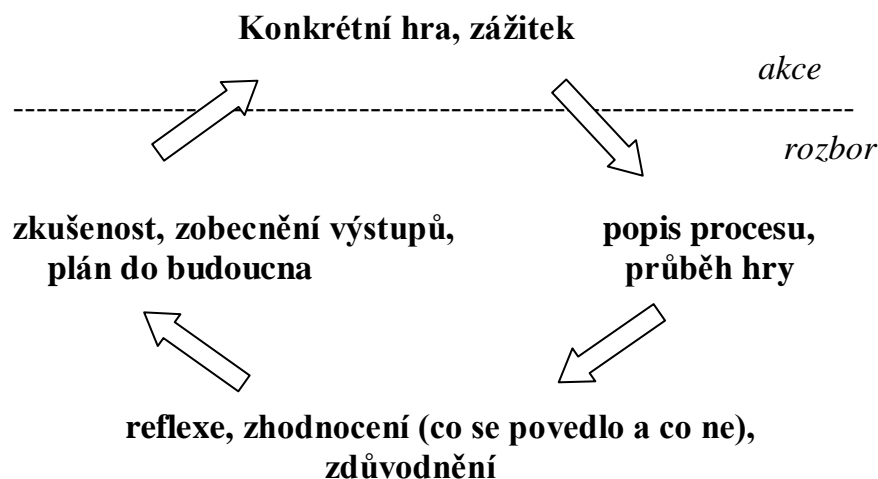 Konkrétní hra, zážitek
akce
rozbor
zkušenost, zobecnění výstupů,
plán do budoucna
popis procesu,
průběh hry
reflexe, zhodnocení (co se povedlo a co ne),
zdůvodnění